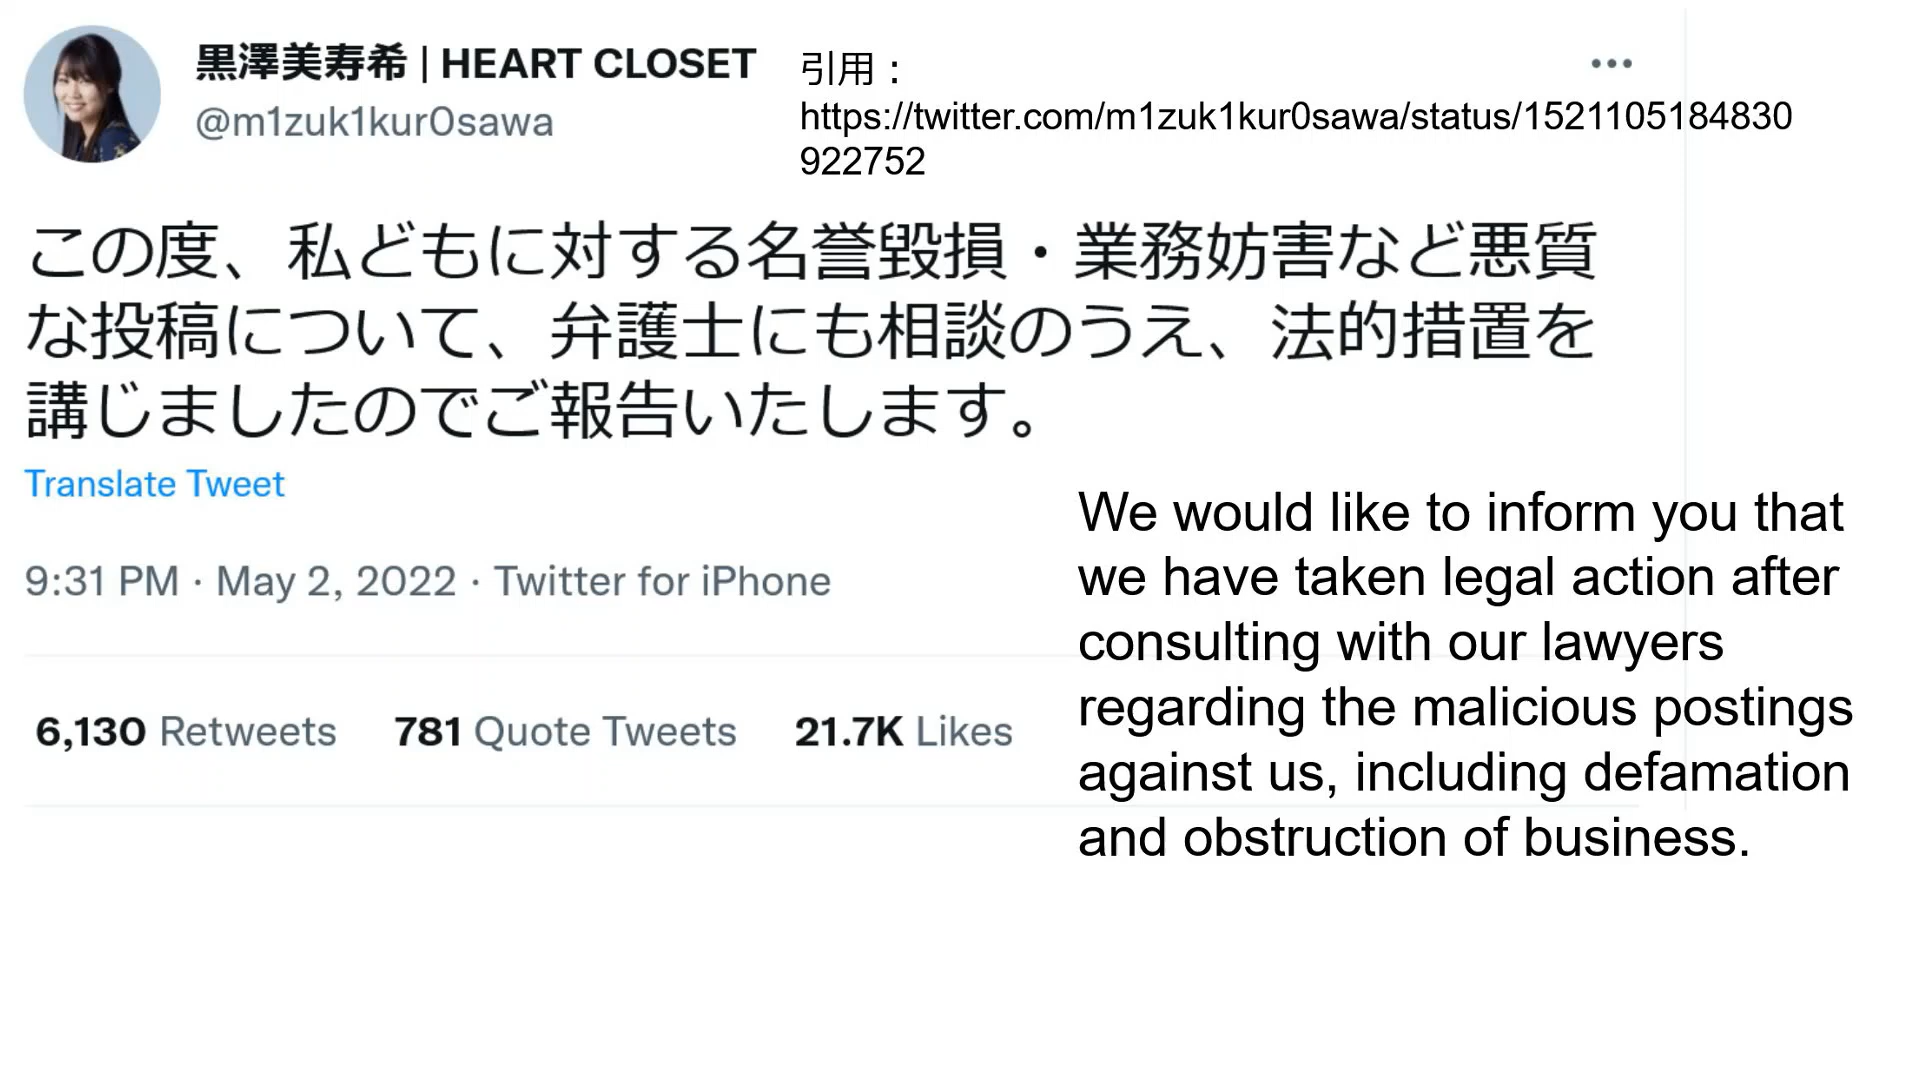 黒澤美寿希 | HEART CLOSET
@m1zuk1kur0sawa
引用：
https://twitter.com/m1zuk1kur0sawa/status/1521105184830
922752
この度、私どもに対する名誉毀損・業務妨害など悪質
な投稿について、弁護士にも相談のうえ、法的措置を
講じましたのでご報告いたします。
Translate Tweet
9:31 PM · May 2, 2022 · Twitter for iPhone
6,130 Retweets 781 Quote Tweets 21.7K Likes
We would like to inform you that
we have taken legal action after
consulting with our lawyers
regarding the malicious postings
against us, including defamation
and obstruction of business.